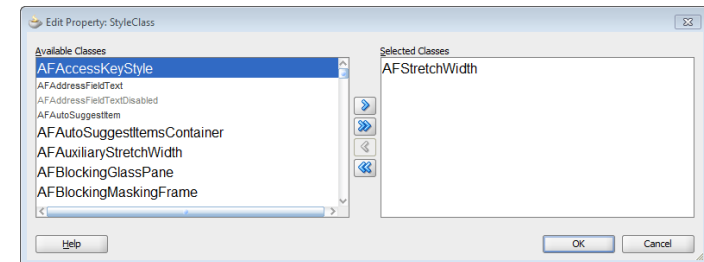 Edit Property: StyleClass
Available Classes
AFAccessKeyStyle
AFAddressFieldText
AFAddressFieldTextDisabled
AFAutoSuggestItem
AFAutoSuggestItemsContainer
AFAuxiliaryStretchWidth
AFBlockingGlassPane
AFBlockingMaskingFrame
Selected Classes
AFStretchWidth
Help
OK
Cancel